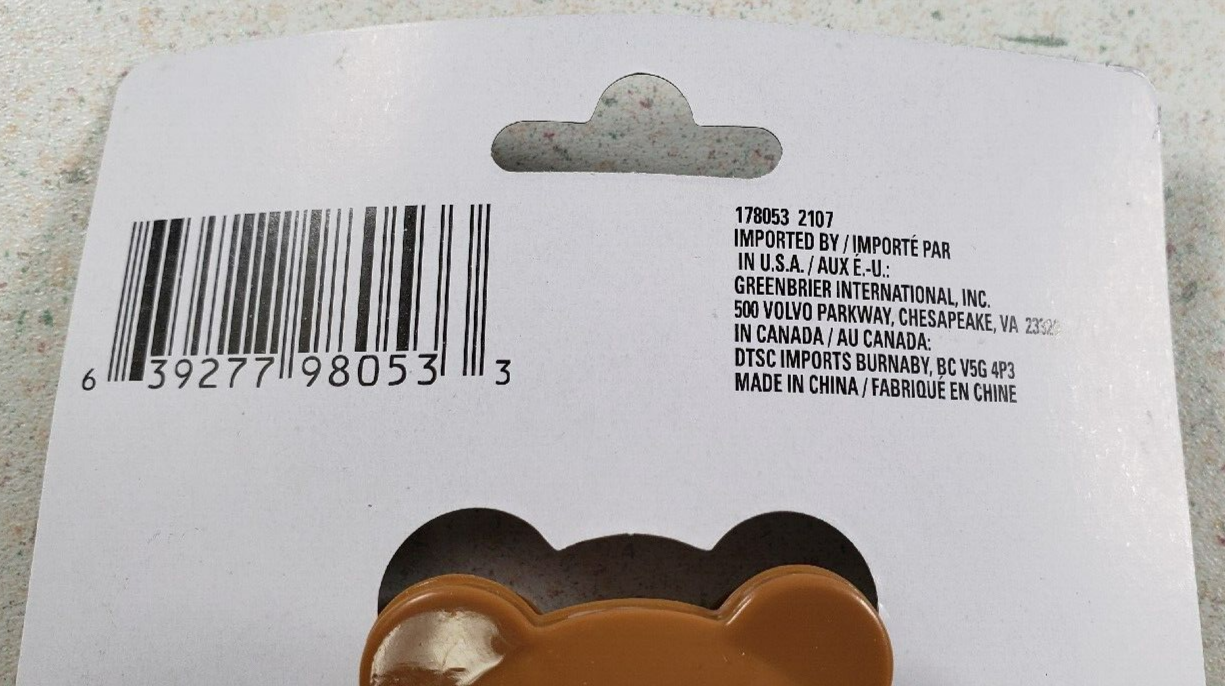 6 39277 98053 3
178053 2107
IMPORTED BY / IMPORTÉ PAR
IN U.S.A. / AUX É.-U.:
GREENBRIER INTERNATIONAL, INC.
500 VOLVO PARKWAY, CHESAPEAKE, VA
IN CANADA / AU CANADA:
DTSC IMPORTS BURNABY, BC V5G 4P3
MADE IN CHINA / FABRIQUÉ EN CHINE